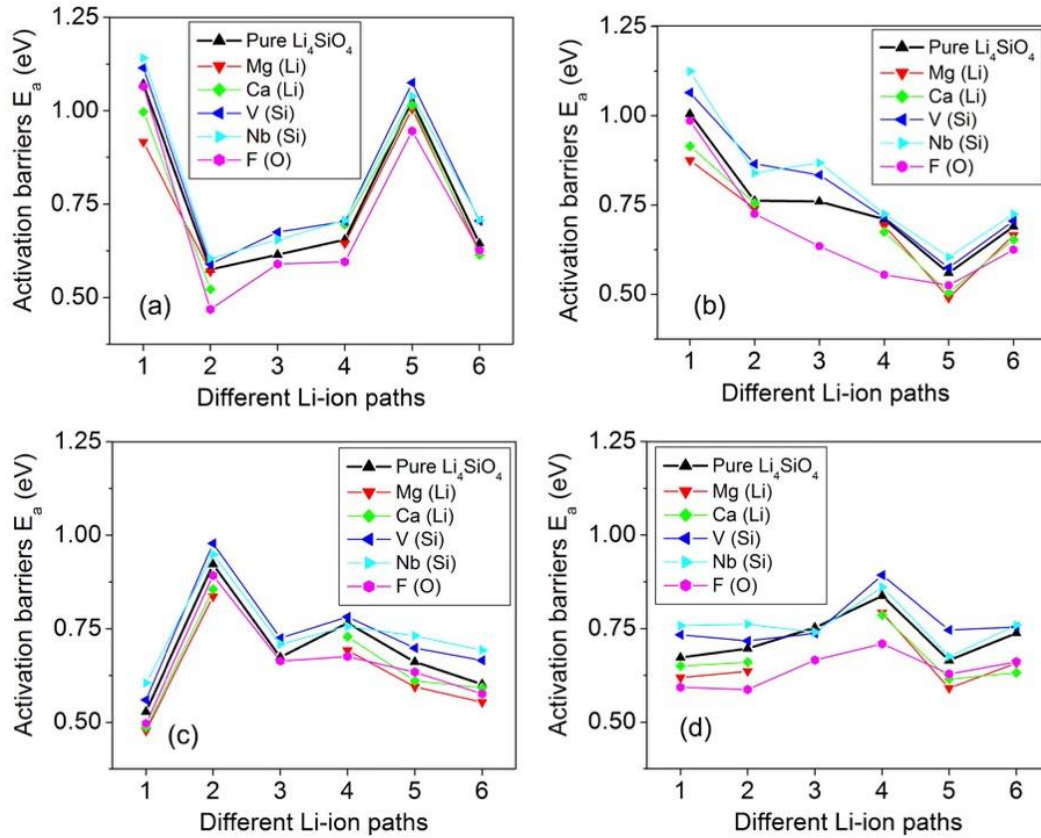 Activation barriers Eₐ (eV)
1.25
1.00
0.75
0.50
Pure Li₄SiO₄
Mg (Li)
Ca (Li)
V (Si)
Nb (Si)
F (O)
(a)
1 2 3 4 5 6
Different Li-ion paths
Activation barriers Eₐ (eV)
1.25
1.00
0.75
0.50
Pure Li₄SiO₄
Mg (Li)
Ca (Li)
V (Si)
Nb (Si)
F (O)
(b)
1 2 3 4 5 6
Different Li-ion paths
Activation barriers Eₐ (eV)
1.25
1.00
0.75
0.50
Pure Li₄SiO₄
Mg (Li)
Ca (Li)
V (Si)
Nb (Si)
F (O)
(c)
1 2 3 4 5 6
Different Li-ion paths
Activation barriers Eₐ (eV)
1.25
1.00
0.75
0.50
Pure Li₄SiO₄
Mg (Li)
Ca (Li)
V (Si)
Nb (Si)
F (O)
(d)
1 2 3 4 5 6
Different Li-ion paths